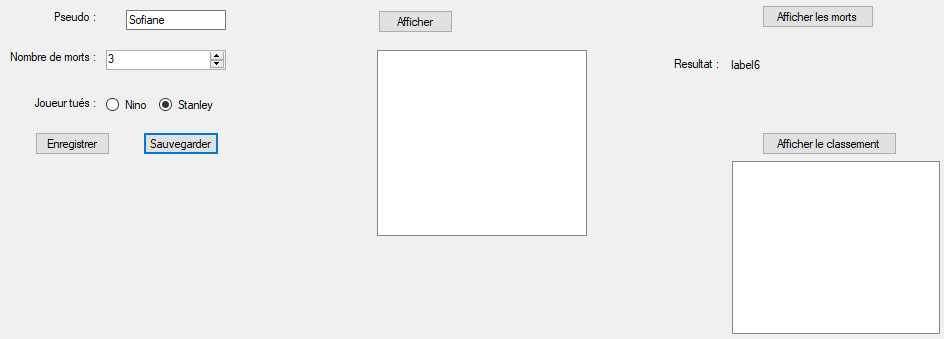 Pseudo : Sofiane
Nombre de morts : 3
Joueur tués : Nino Stanley
Enregistrer Sauvegarder
Afficher
Afficher les morts
Resultat : label6
Afficher le classement